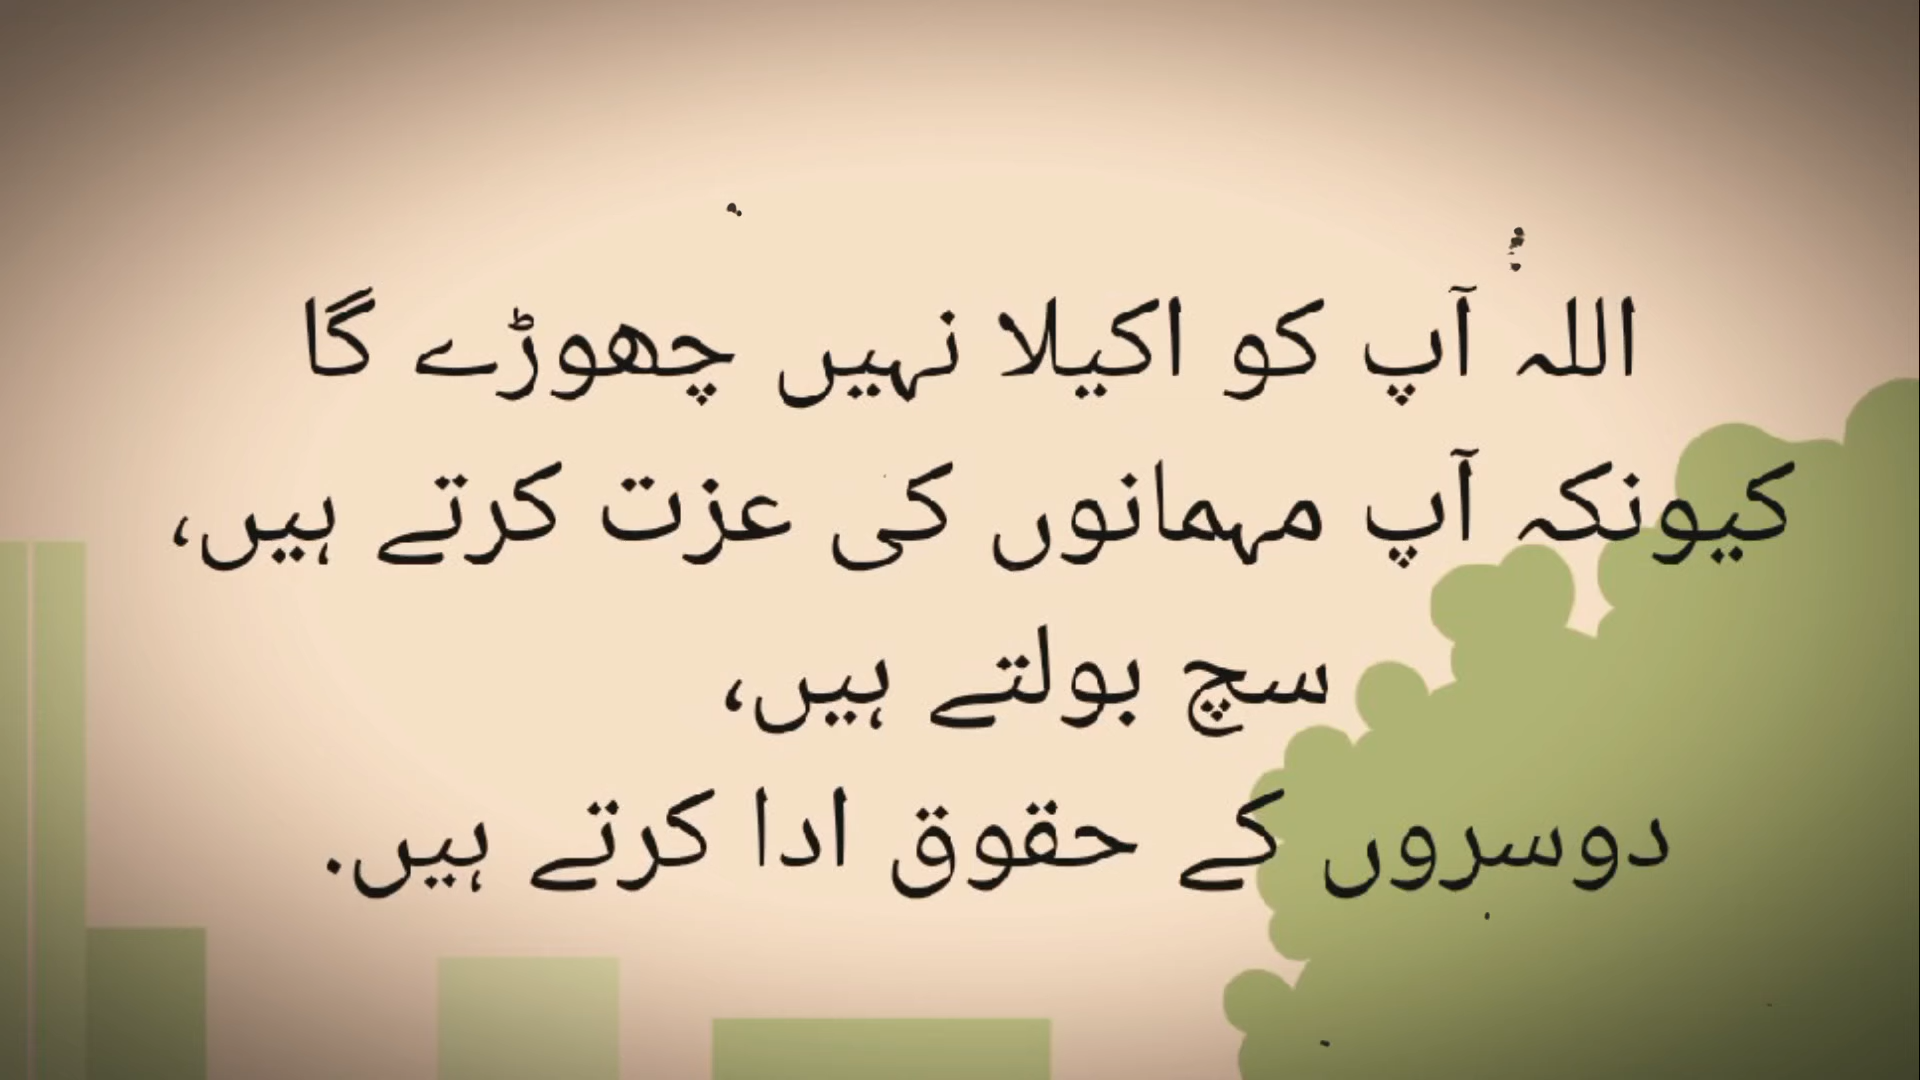 اللہ آپ کو اکیلا نہیں چھوڑے گا
کیونکہ آپ مہمانوں کی عزت کرتے ہیں،
سچ بولتے ہیں،
دوسروں کے حقوق ادا کرتے ہیں.